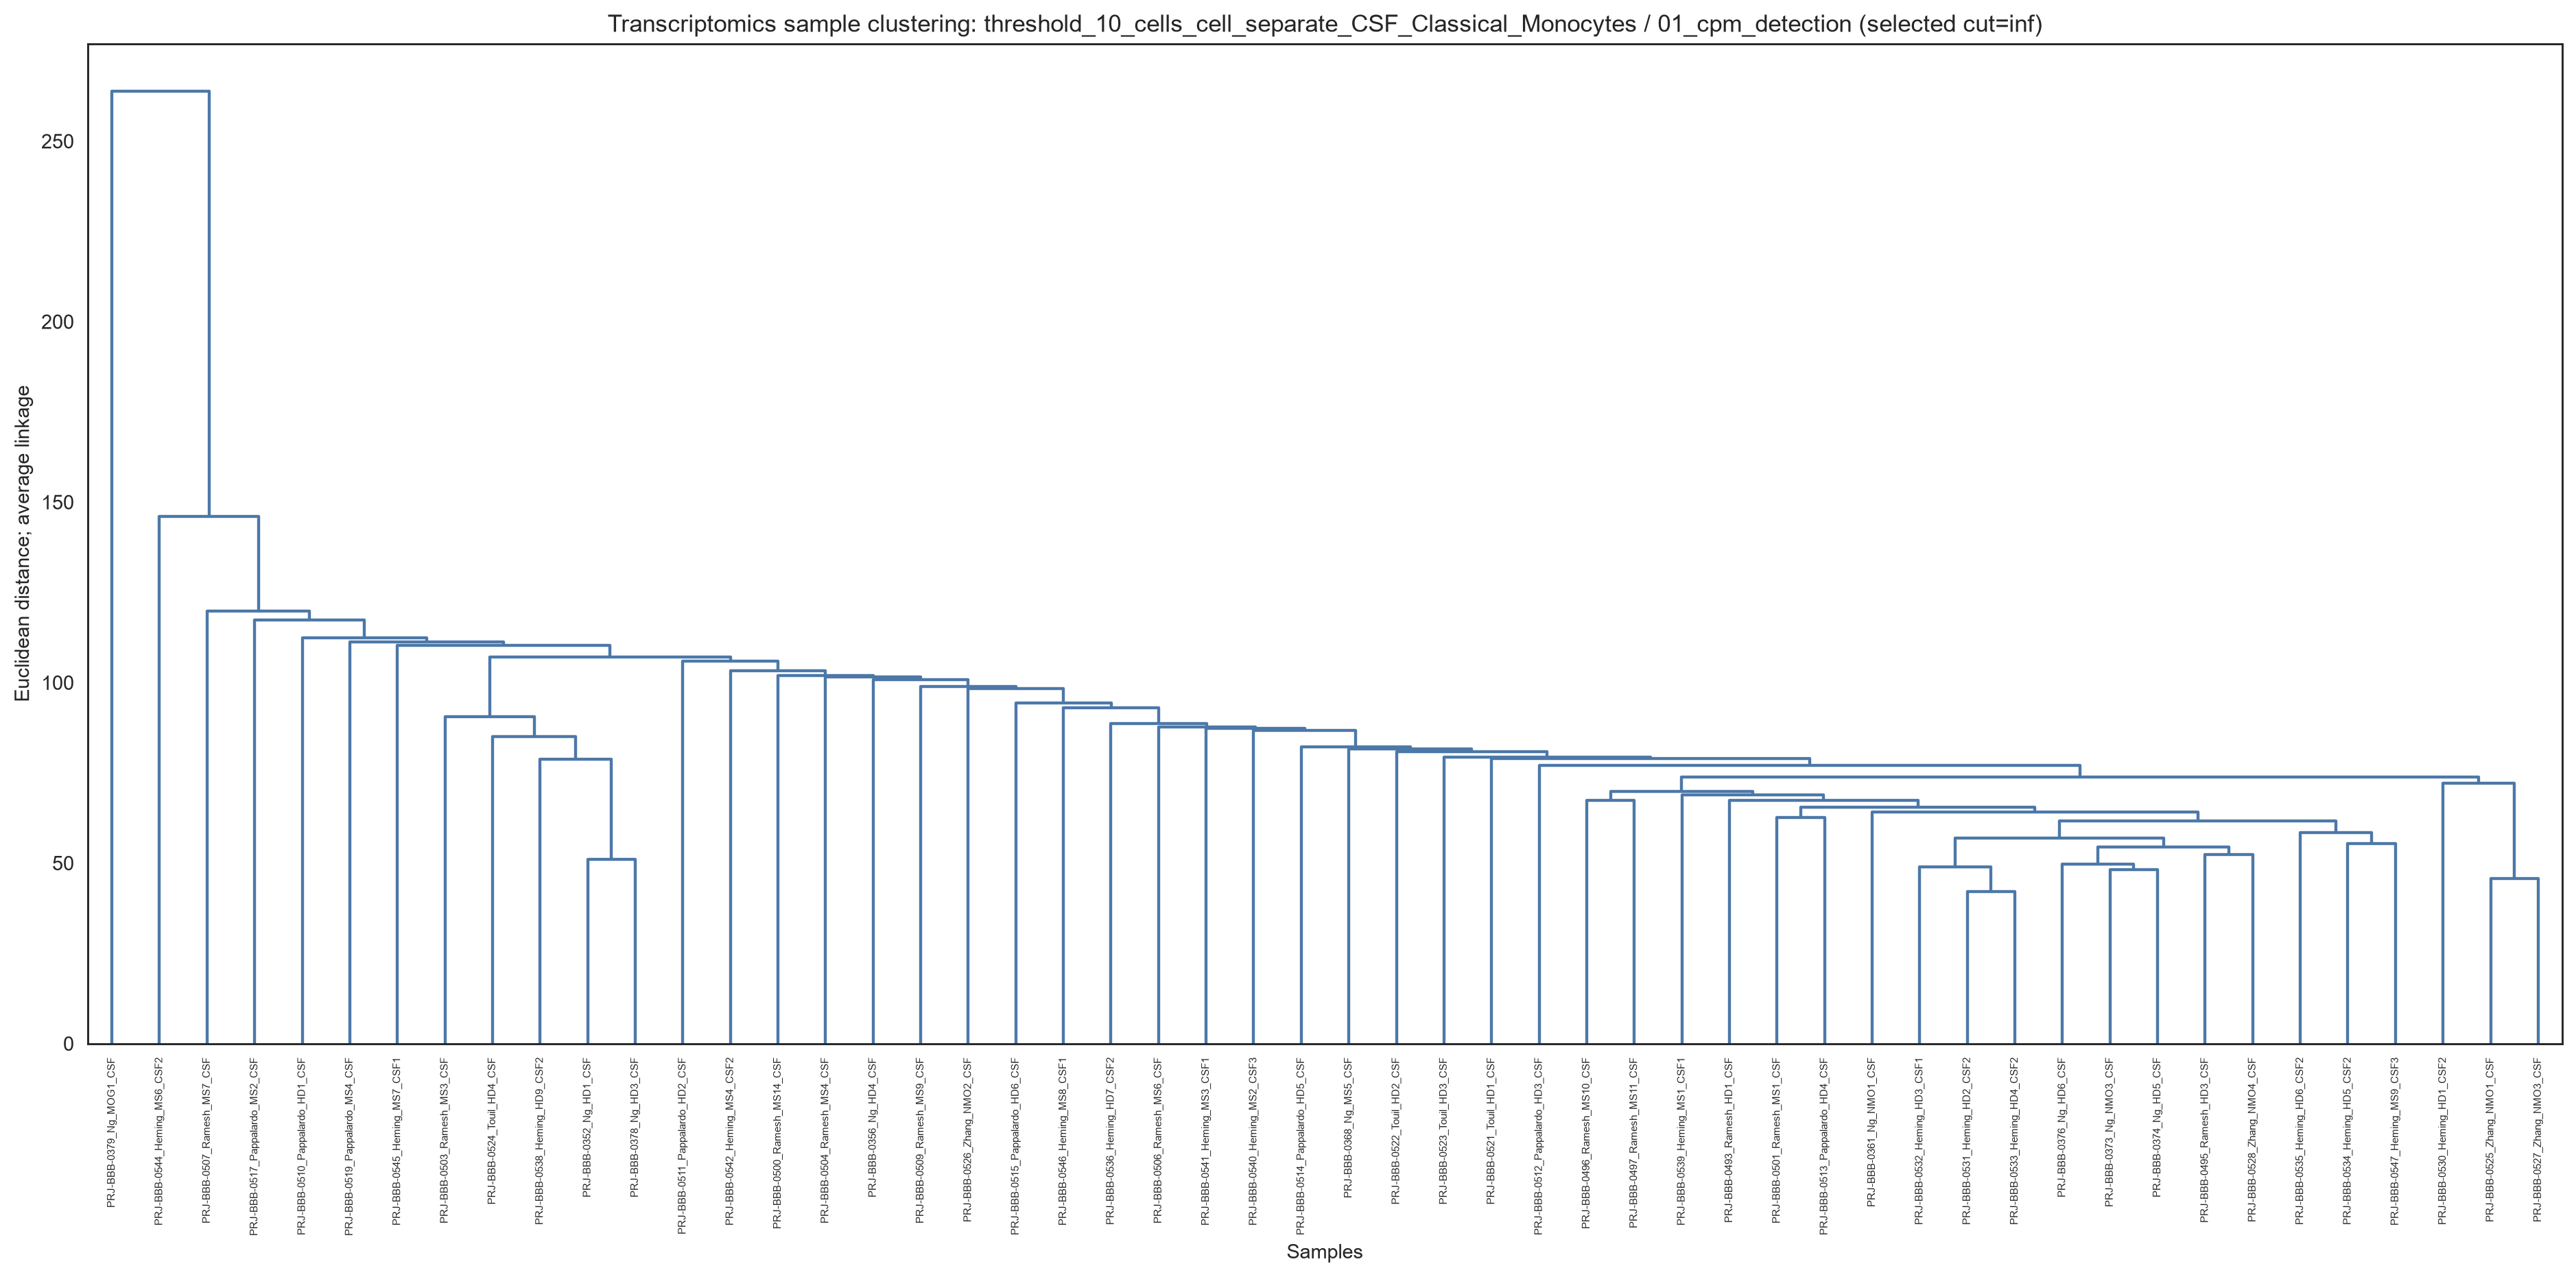 Transcriptomics sample clustering: threshold_10_cells_cell_separate_CSF_Classical_Monocytes / 01_cpm_detection (selected cut=inf)
Euclidean distance; average linkage
250
200
150
100
50
0
PRJ-BBB-0379_Ng_MOG1_CSF
PRJ-BBB-0544_Heming_MS6_CSF2
PRJ-BBB-0507_Ramesh_MS7_CSF
PRJ-BBB-0517_Pappalardo_MS2_CSF
PRJ-BBB-0510_Pappalardo_HD1_CSF
PRJ-BBB-0519_Pappalardo_MS4_CSF
PRJ-BBB-0545_Heming_MS7_CSF1
PRJ-BBB-0503_Ramesh_MS3_CSF
PRJ-BBB-0524_Touil_HD4_CSF
PRJ-BBB-0538_Heming_HD9_CSF2
PRJ-BBB-0352_Ng_HD1_CSF
PRJ-BBB-0378_Ng_HD3_CSF
PRJ-BBB-0511_Pappalardo_HD2_CSF
PRJ-BBB-0542_Heming_MS4_CSF2
PRJ-BBB-0500_Ramesh_MS14_CSF
PRJ-BBB-0504_Ramesh_MS4_CSF
PRJ-BBB-0356_Ng_HD4_CSF
PRJ-BBB-0509_Ramesh_MS9_CSF
PRJ-BBB-0526_Zhang_NMO2_CSF
PRJ-BBB-0515_Pappalardo_HD6_CSF
PRJ-BBB-0546_Heming_MS8_CSF1
PRJ-BBB-0536_Heming_HD7_CSF2
PRJ-BBB-0506_Ramesh_MS6_CSF
PRJ-BBB-0541_Heming_MS3_CSF1
PRJ-BBB-0540_Heming_MS2_CSF3
PRJ-BBB-0514_Pappalardo_HD5_CSF
PRJ-BBB-0368_Ng_MS5_CSF
PRJ-BBB-0522_Touil_HD2_CSF
PRJ-BBB-0523_Touil_HD3_CSF
PRJ-BBB-0521_Touil_HD1_CSF
PRJ-BBB-0512_Pappalardo_HD3_CSF
PRJ-BBB-0496_Ramesh_MS10_CSF
PRJ-BBB-0497_Ramesh_MS11_CSF
PRJ-BBB-0539_Heming_MS1_CSF1
PRJ-BBB-0493_Ramesh_HD1_CSF
PRJ-BBB-0501_Ramesh_MS1_CSF
PRJ-BBB-0513_Pappalardo_HD4_CSF
PRJ-BBB-0361_Ng_NMO1_CSF
PRJ-BBB-0532_Heming_HD3_CSF1
PRJ-BBB-0531_Heming_HD2_CSF2
PRJ-BBB-0533_Heming_HD4_CSF2
PRJ-BBB-0376_Ng_HD6_CSF
PRJ-BBB-0373_Ng_NMO3_CSF
PRJ-BBB-0374_Ng_HD5_CSF
PRJ-BBB-0495_Ramesh_HD3_CSF
PRJ-BBB-0528_Zhang_NMO4_CSF
PRJ-BBB-0535_Heming_HD6_CSF2
PRJ-BBB-0534_Heming_HD5_CSF2
PRJ-BBB-0547_Heming_MS9_CSF3
PRJ-BBB-0530_Heming_HD1_CSF2
PRJ-BBB-0525_Zhang_NMO1_CSF
PRJ-BBB-0527_Zhang_NMO3_CSF
Samples